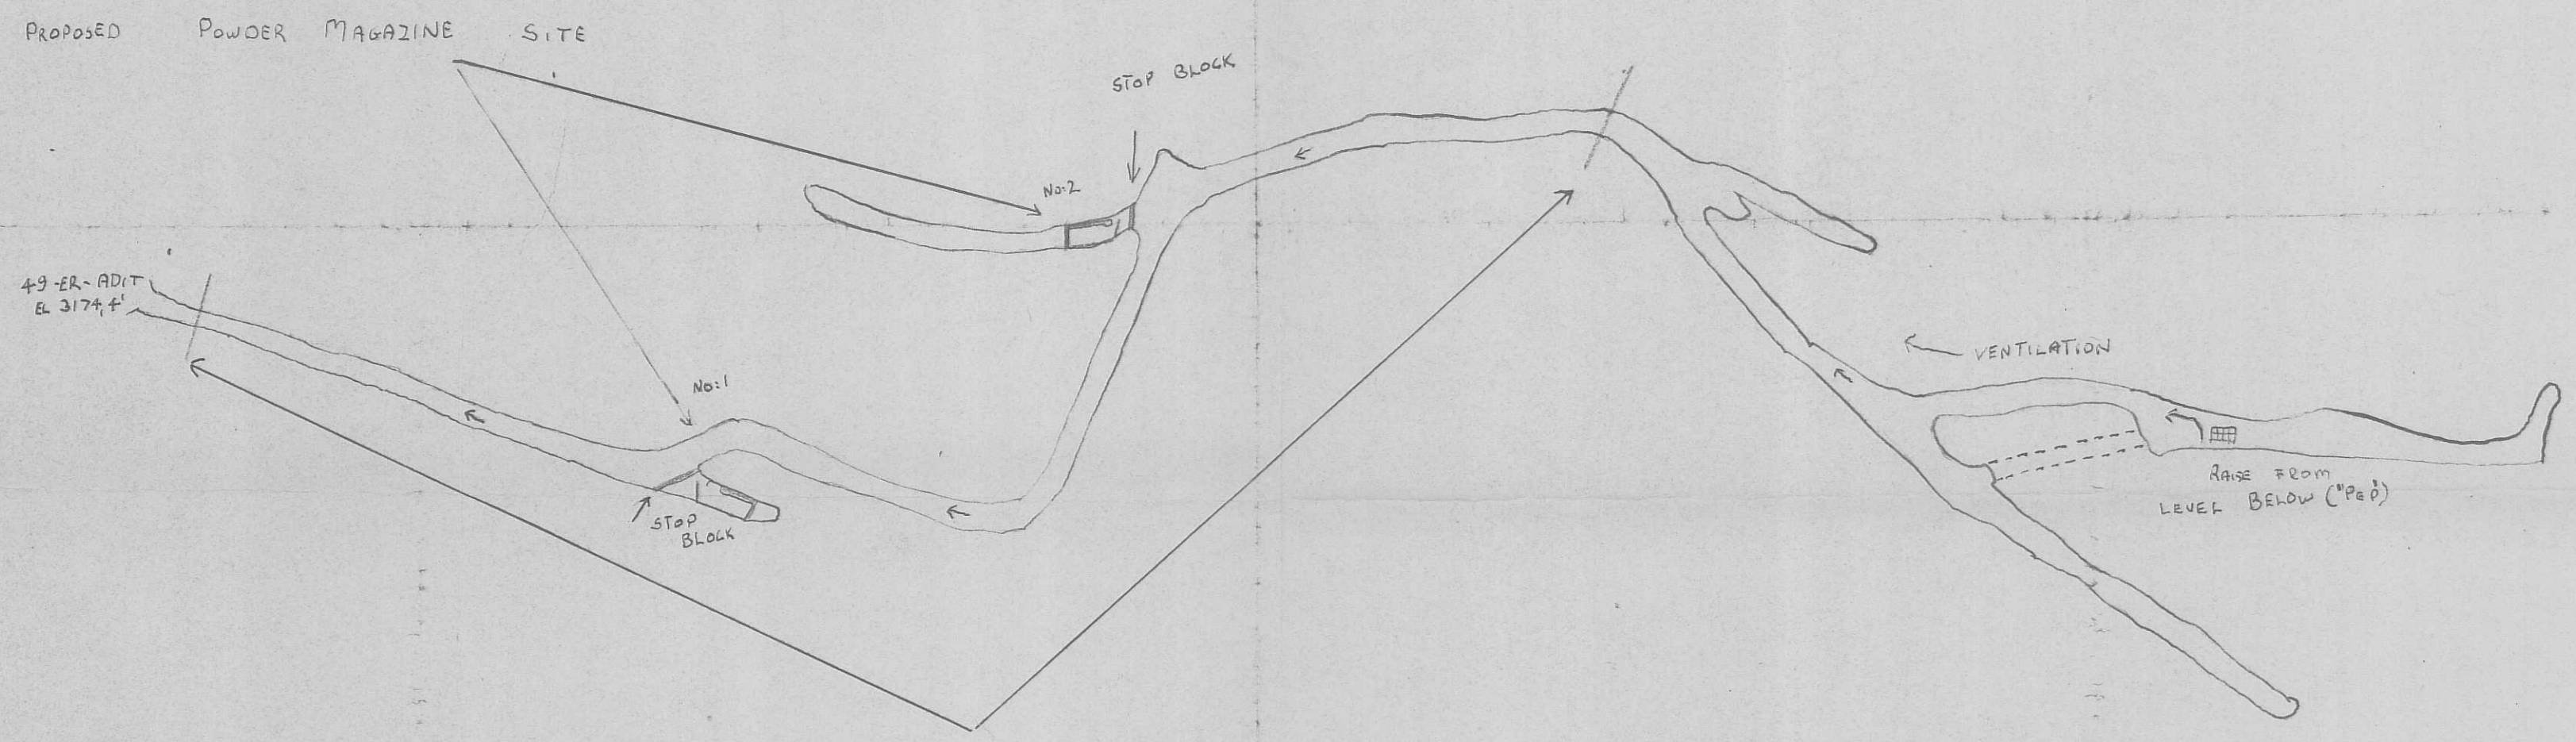 PROPOSED POWDER MAGAZINE SITE
STOP BLOCK
No:2
49-ER-ADIT
EL 3174,4'
No:1
VENTILATION
STOP
BLOCK
RAISE FROM
LEVEL BELOW